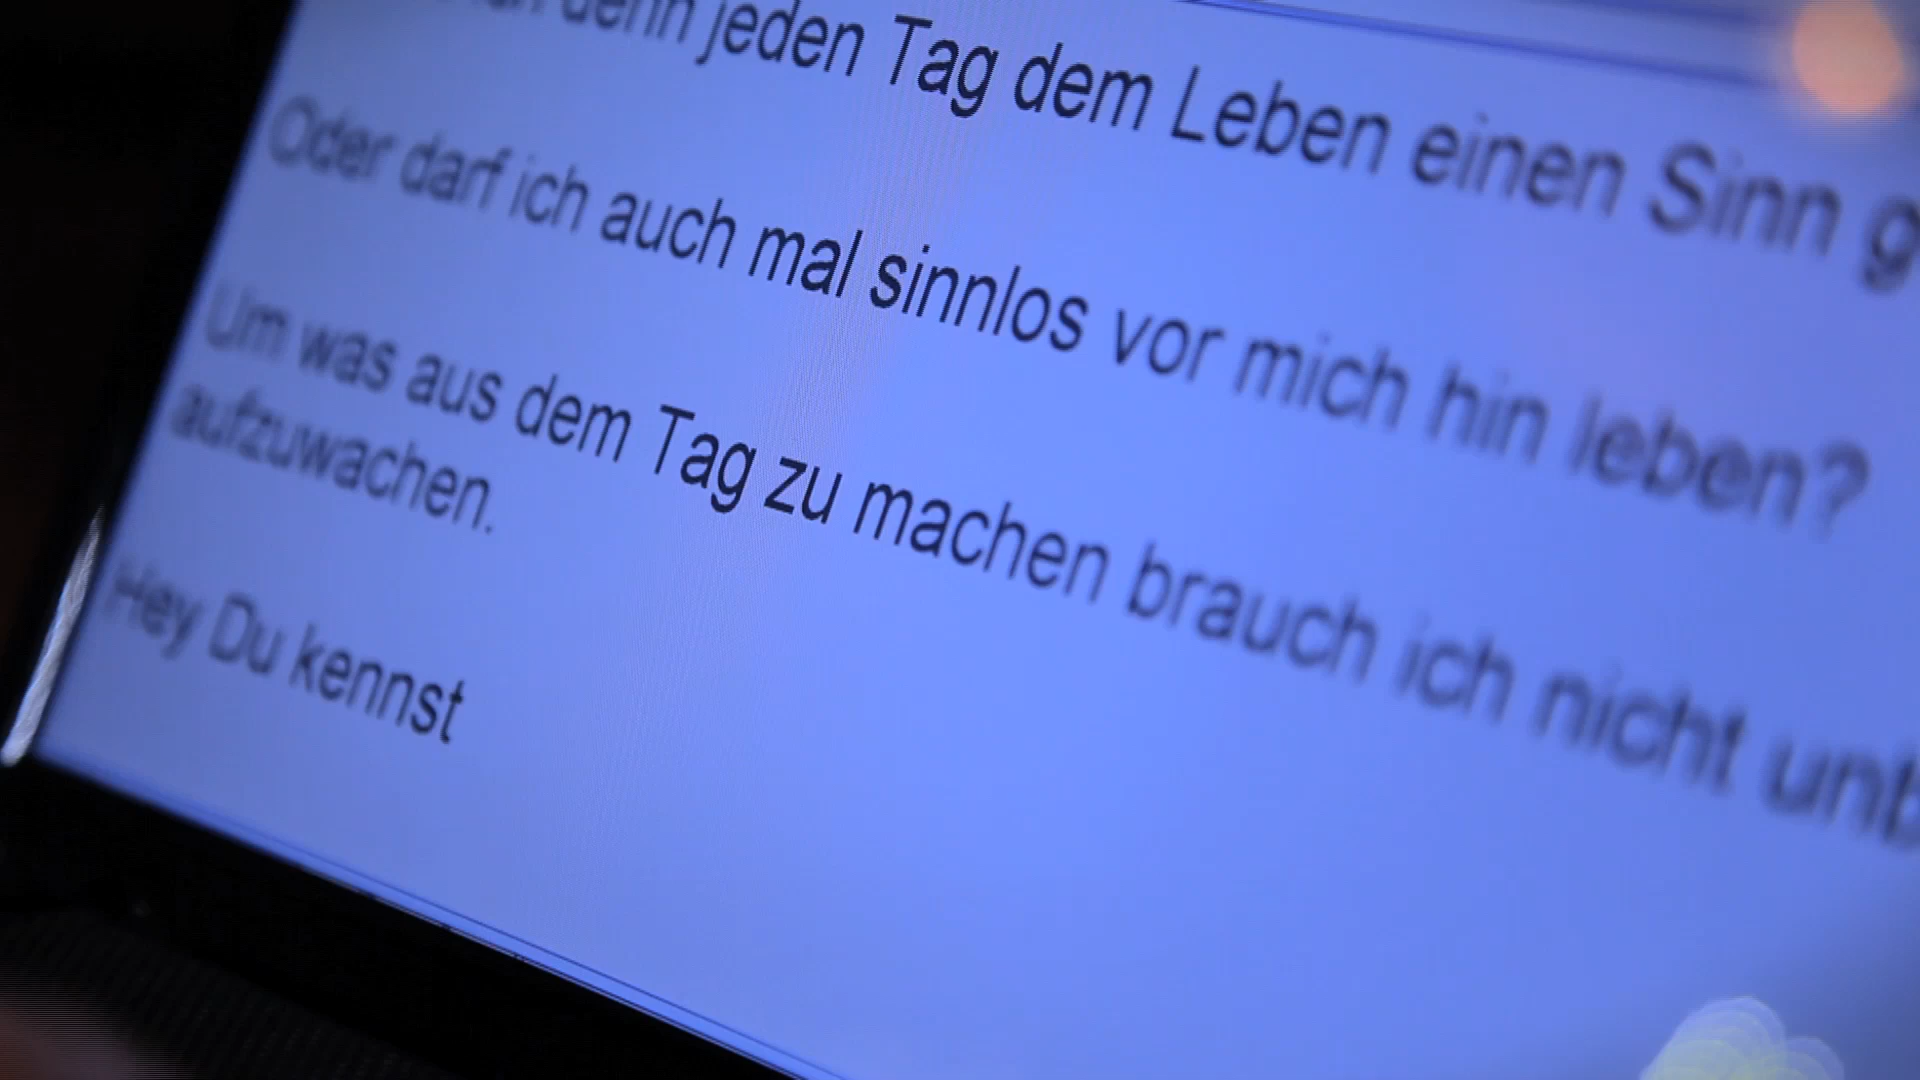 denn jeden Tag dem Leben einen Sinn
Oder darf ich auch mal sinnlos vor mich hin leben?
Um was aus dem Tag zu machen brauch ich nicht
aufzuwachen.
Hey Du kennst